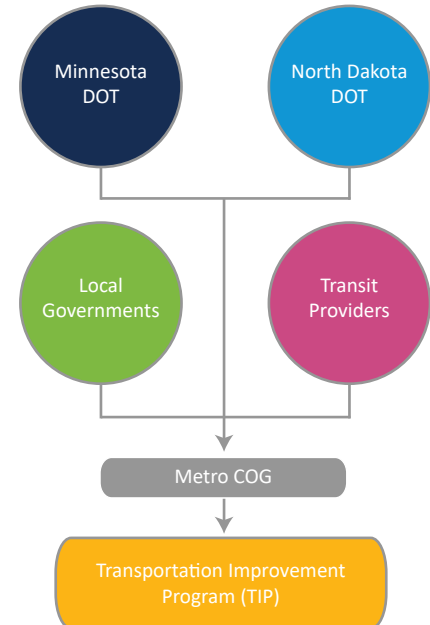 Minnesota
DOT
North Dakota
DOT
Local
Governments
Transit
Providers
Metro COG
Transportation Improvement
Program (TIP)